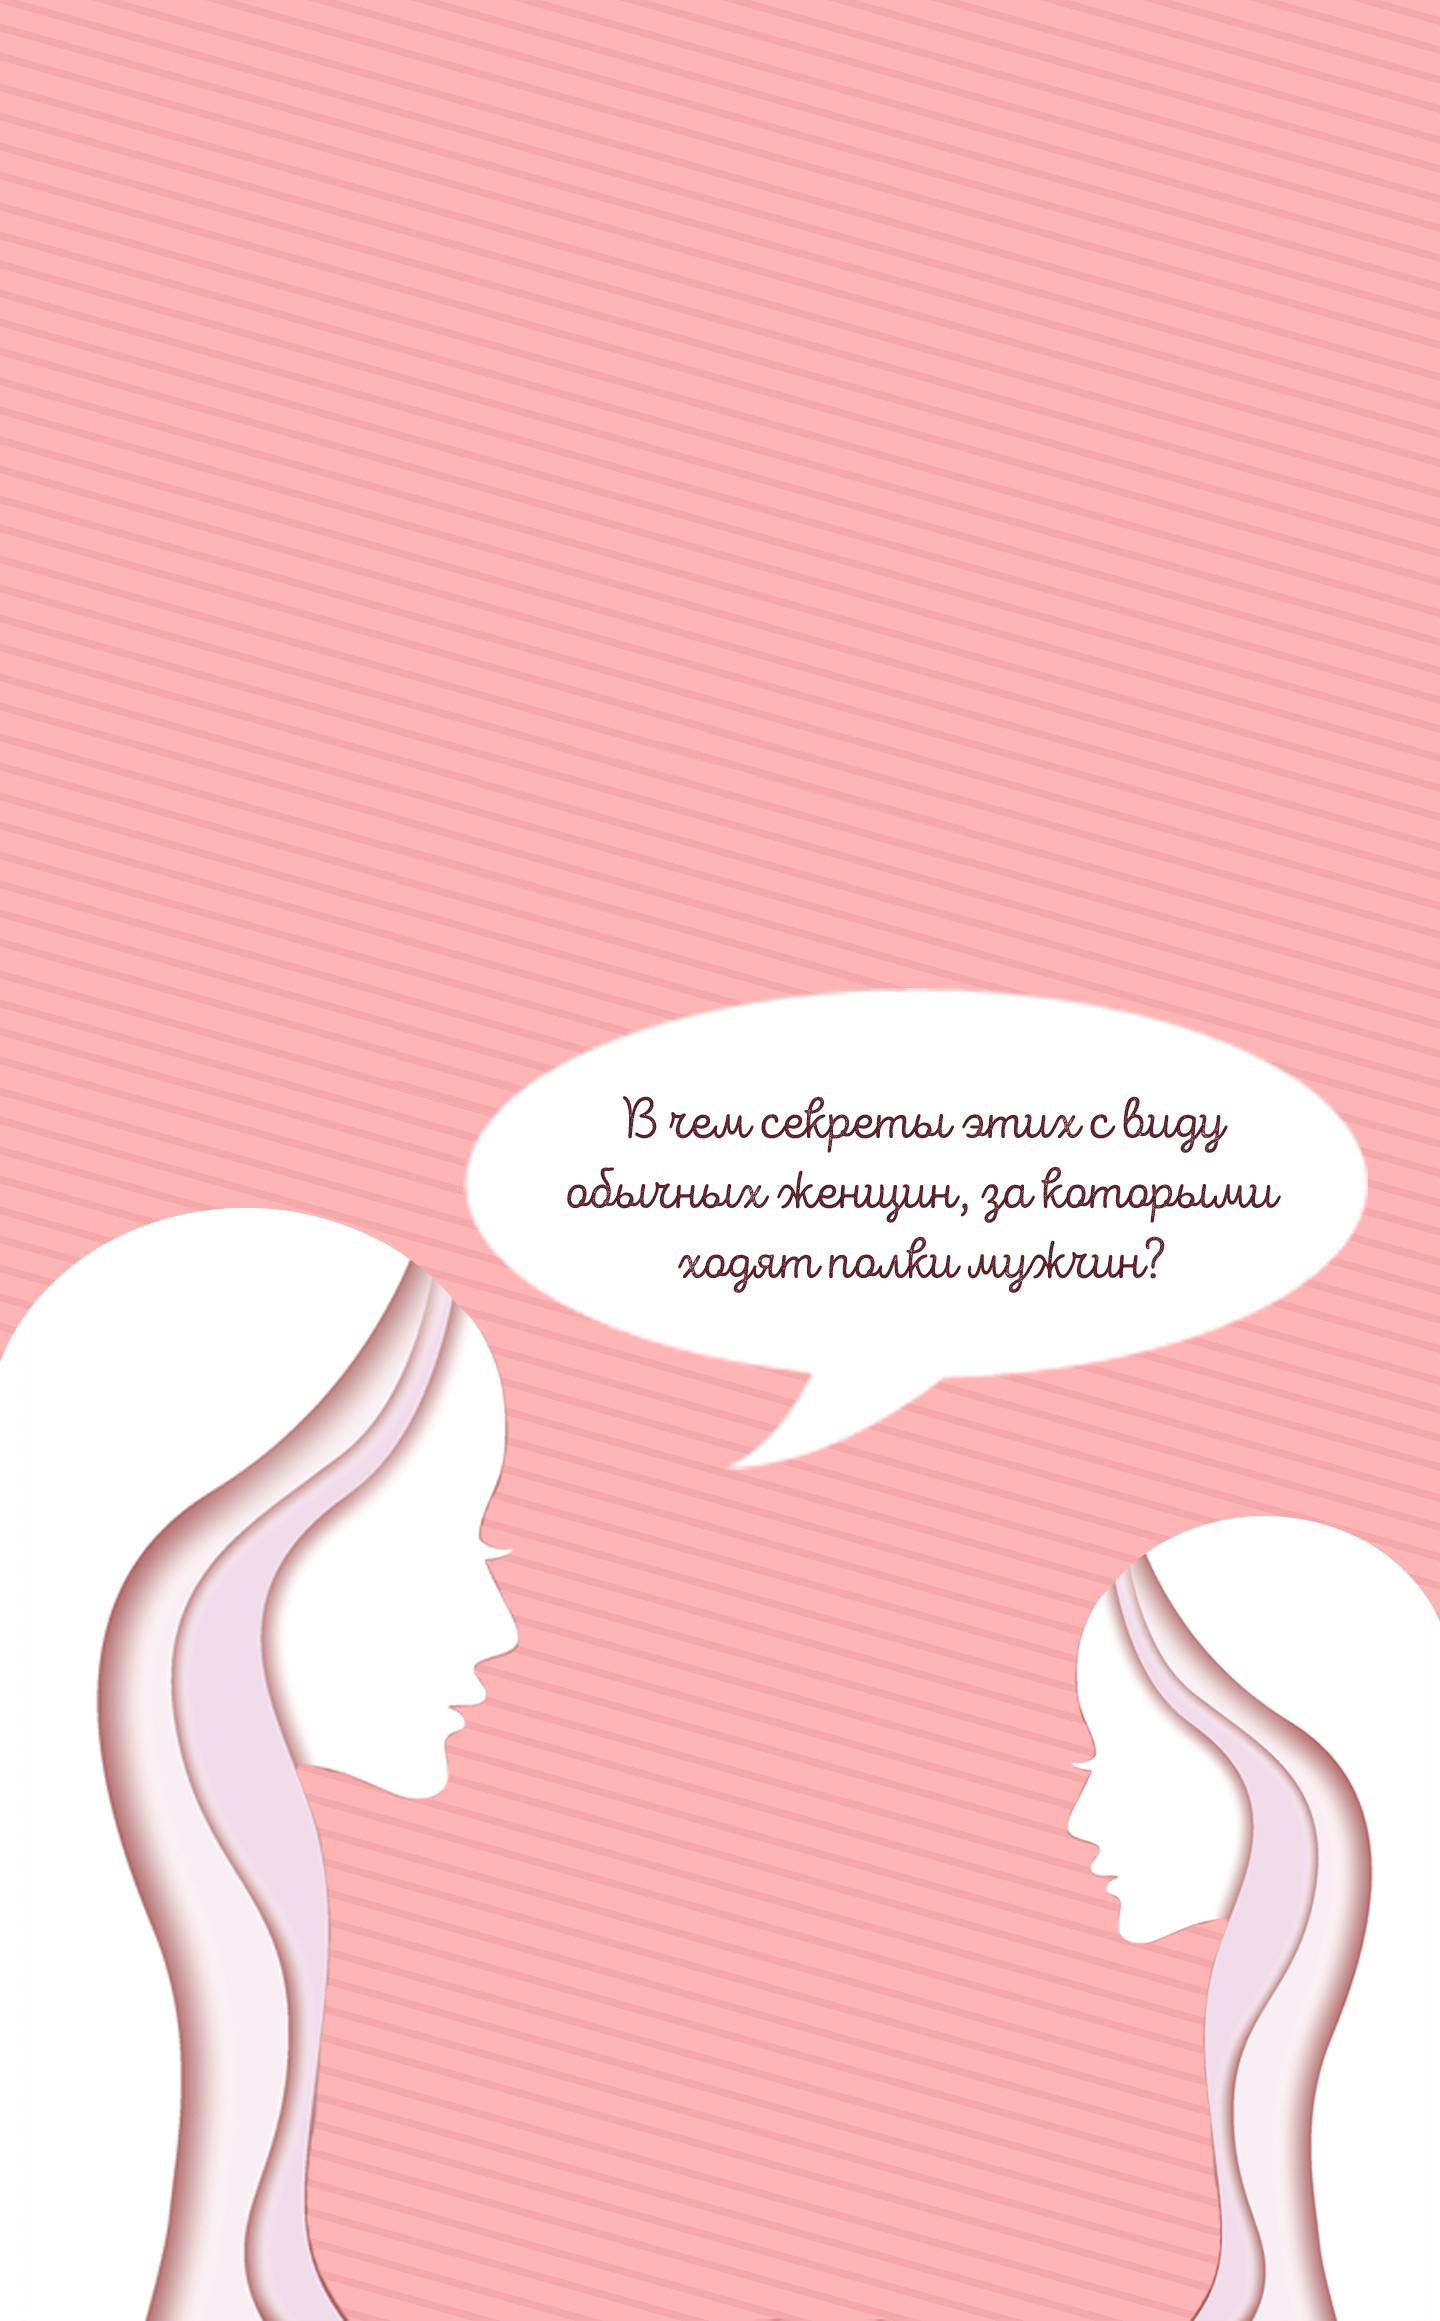 В чем секреты этих с виду
обычных женщин, за которыми
ходят полки мужчин?